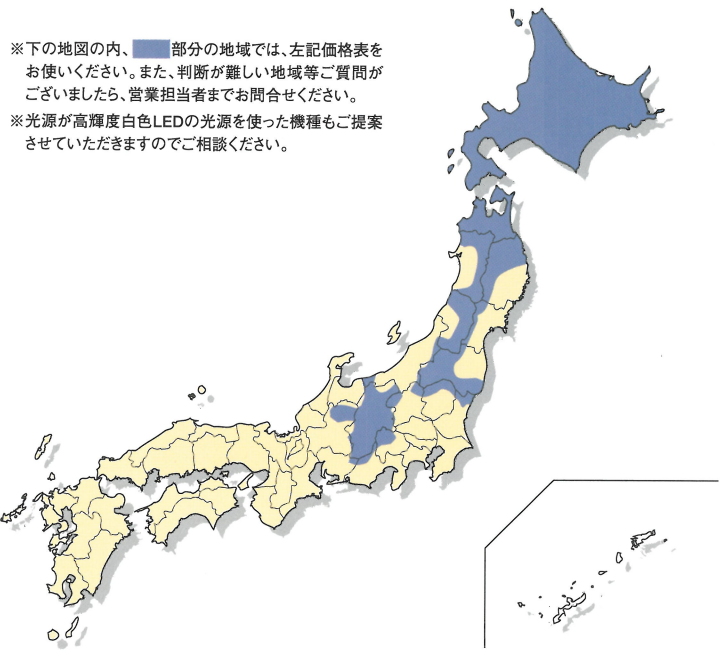 ※下の地図の内、部分の地域では、左記価格表を
お使いください。また、判断が難しい地域等ご質問が
ございましたら、営業担当者までお問合せください。
※光源が高輝度白色LEDの光源を使った機種もご提案
させていただきますのでご相談ください。